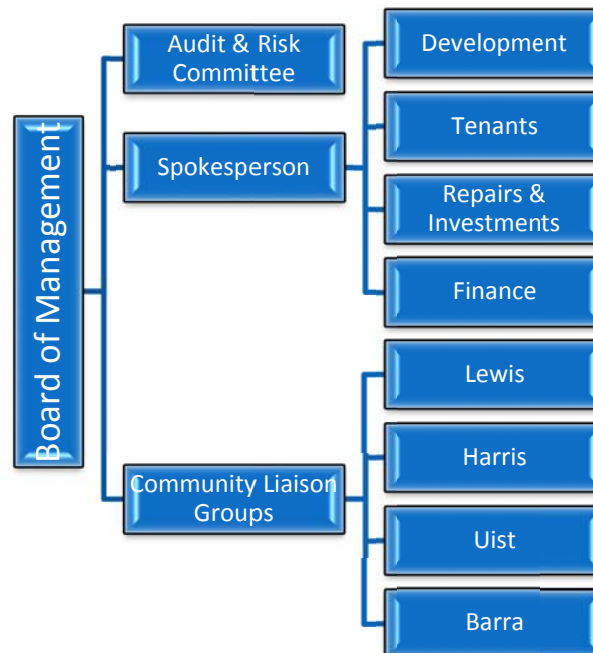 Board of Management
Audit & Risk
Committee
Spokesperson
Development
Tenants
Repairs &
Investments
Finance
Community Liaison
Groups
Lewis
Harris
Uist
Barra